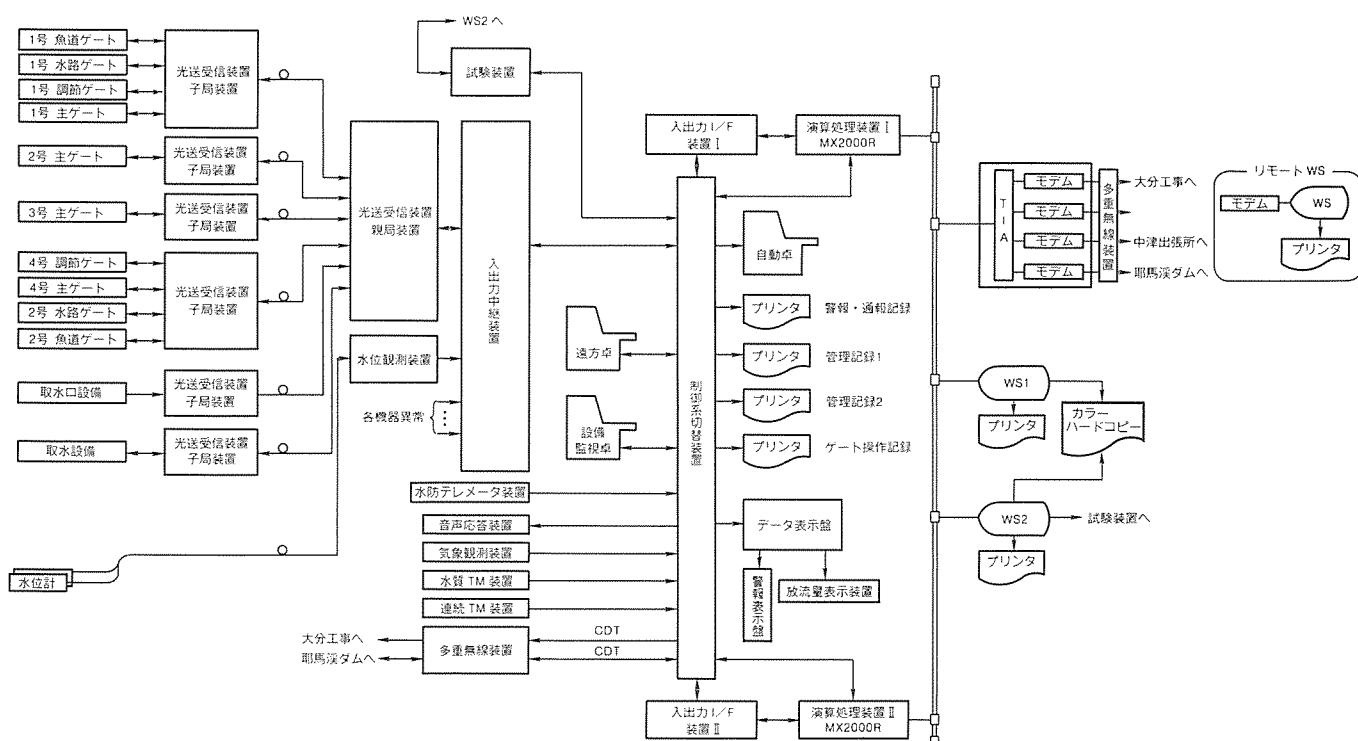 WS2 へ
1号 魚道ゲート
1号 水路ゲート
1号 調節ゲート
1号 主ゲート
光送受信装置
子局装置
2号 主ゲート
光送受信装置
子局装置
3号 主ゲート
光送受信装置
子局装置
4号 調節ゲート
4号 主ゲート
2号 水路ゲート
2号 魚道ゲート
光送受信装置
子局装置
取水口設備
光送受信装置
子局装置
取水設備
光送受信装置
子局装置
水位計
試験装置
光送受信装置
親局装置
水位観測装置
各機器異常
入出力中継装置
遠方卓
設備
監視卓
水防テレメータ装置
音声応答装置
気象観測装置
水質 TM 装置
連続 TM 装置
大分工事へ
耶馬渓ダムへ
多重無線装置
CDT
CDT
入出力 I/F
装置 I
演算処理装置 I
MX2000R
制御系切替装置
自動卓
プリンタ
警報・通報記録
プリンタ
管理記録1
プリンタ
管理記録2
プリンタ
ゲート操作記録
データ表示盤
警報表示盤
放流量表示装置
入出力 I/F
装置 II
演算処理装置 II
MX2000R
TIA
モデム
モデム
モデム
モデム
多重無線装置
大分工事へ
中津出張所へ
耶馬渓ダムへ
リモート WS
モデム
WS
プリンタ
WS1
プリンタ
カラー
ハードコピー
WS2
試験装置へ
プリンタ